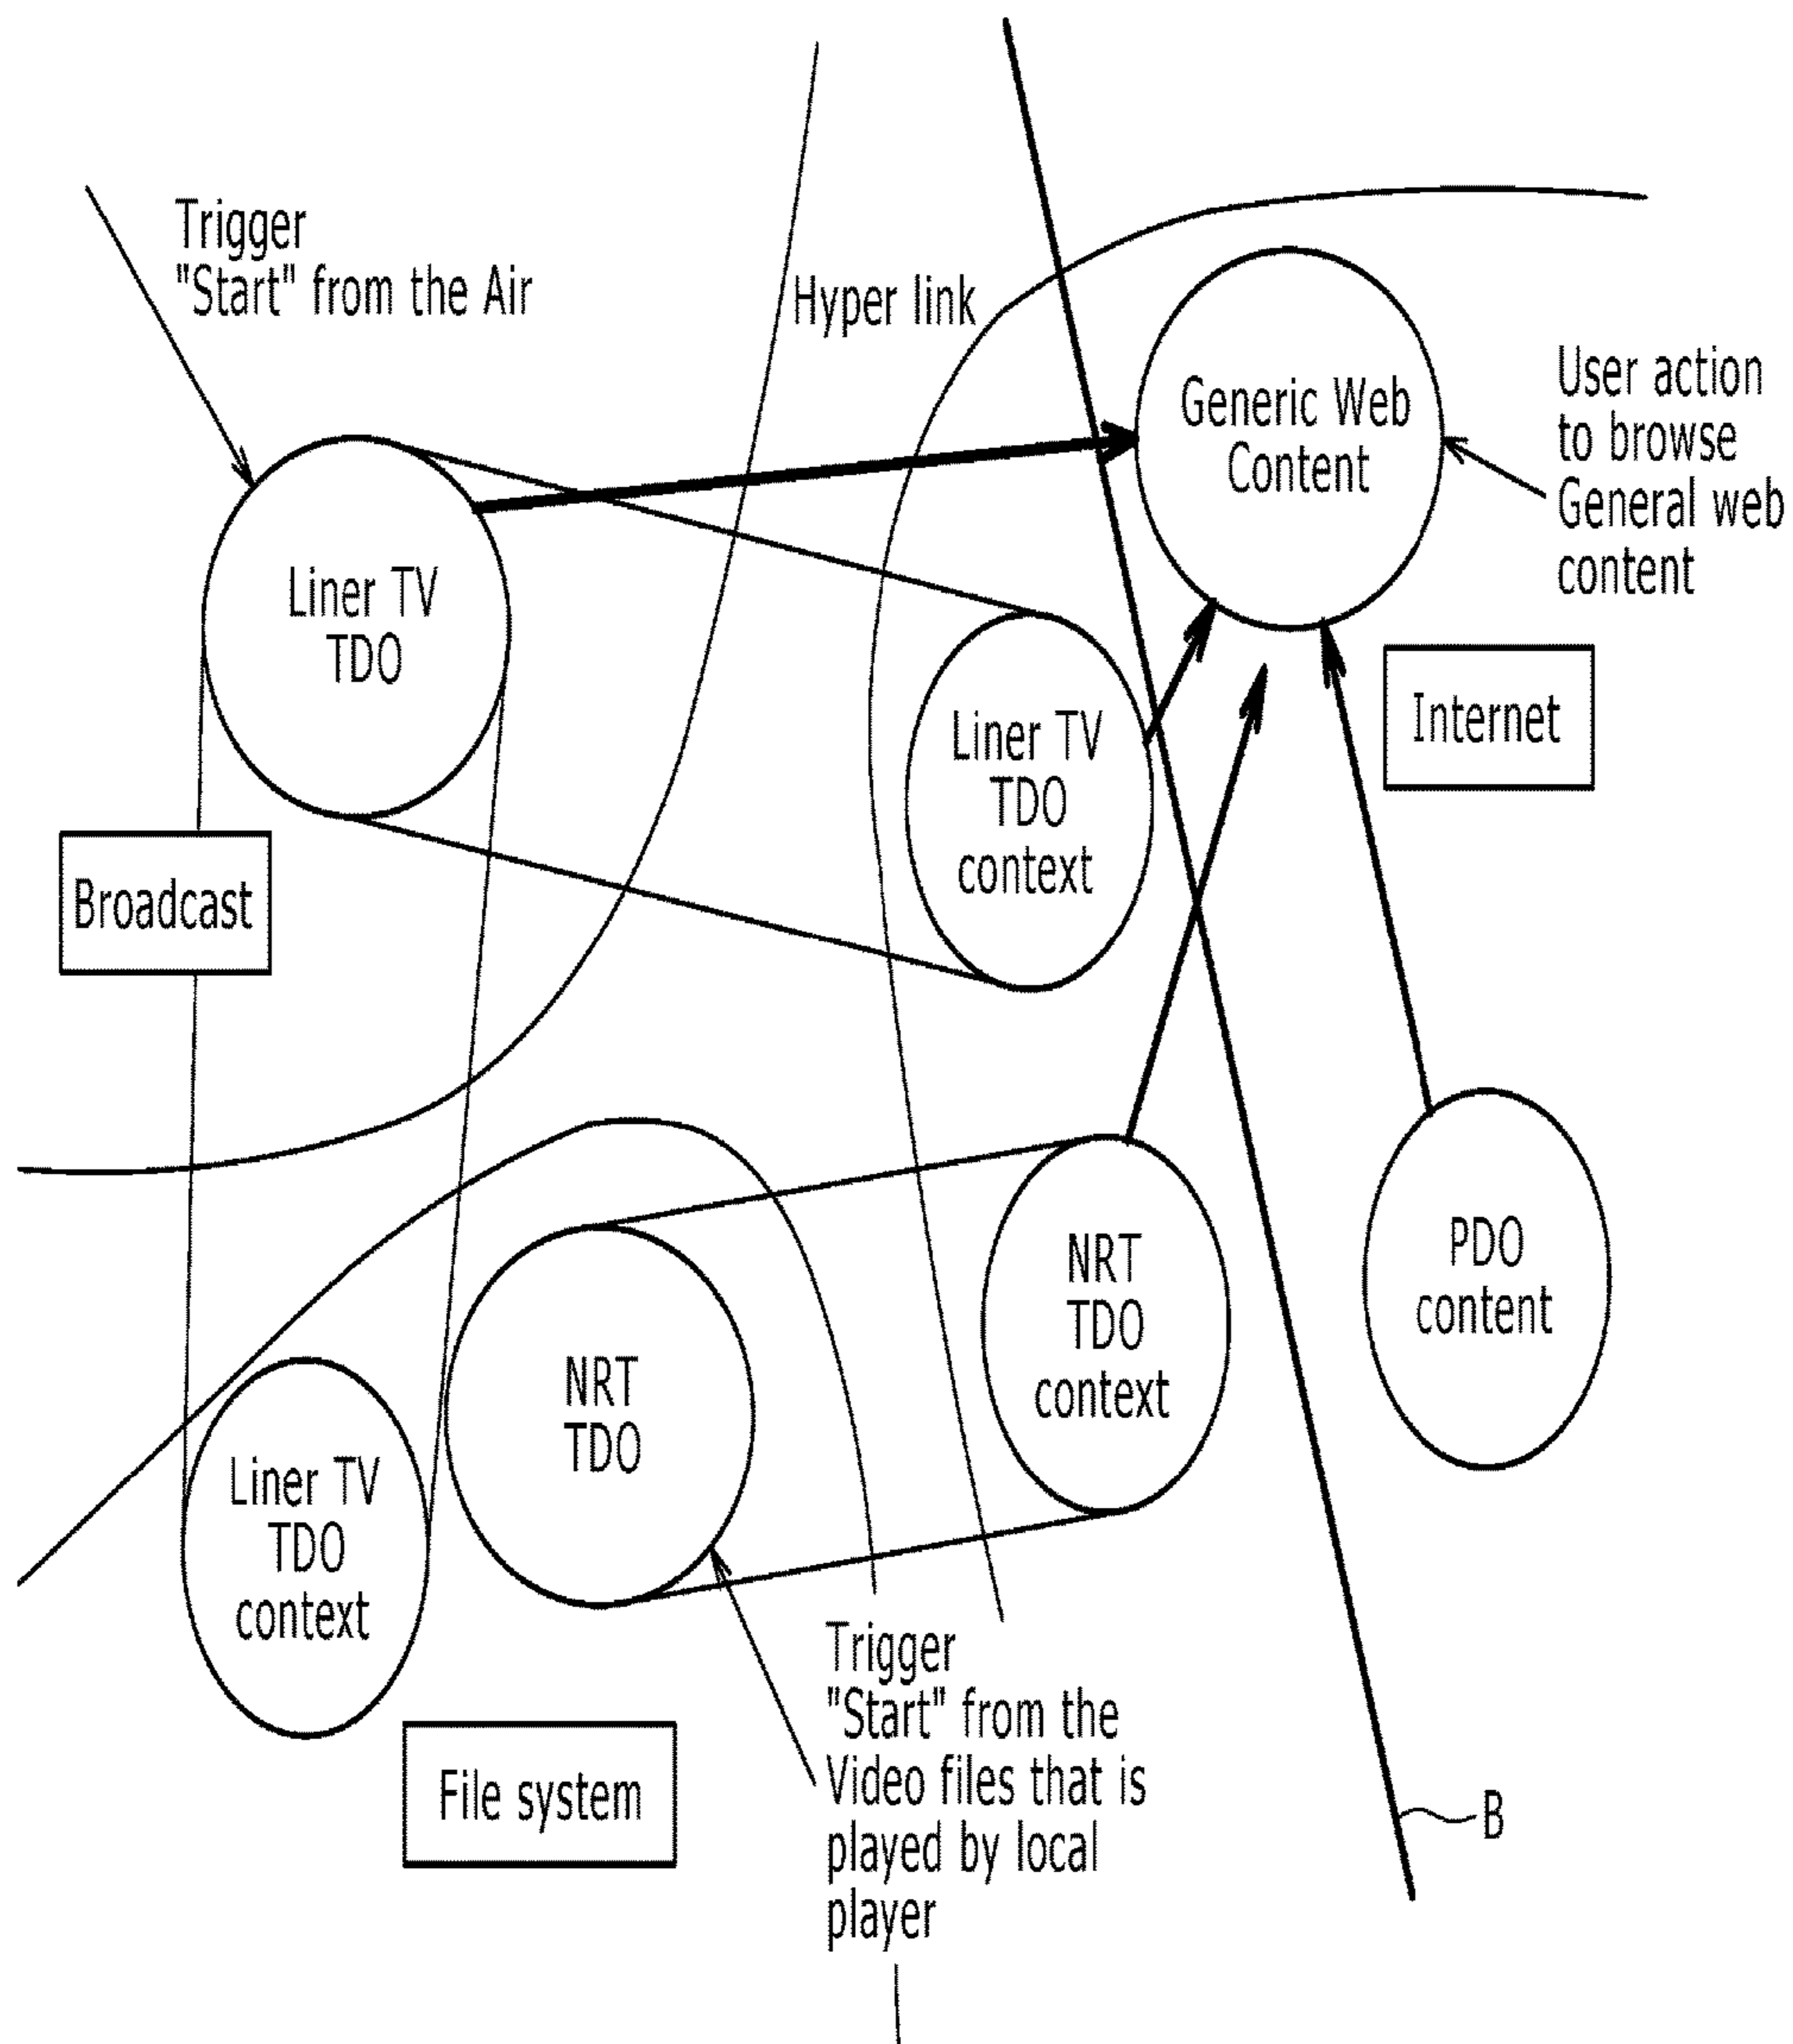 Trigger
"Start" from the Air
Hyper link
Generic Web
Content
User action
to browse
General web
content
Liner TV
TDO
Internet
Liner TV
TDO
context
Broadcast
NRT
TDO
context
PDO
content
NRT
TDO
Liner TV
TDO
context
Trigger
"Start" from the
Video files that is
played by local
player
File system
B